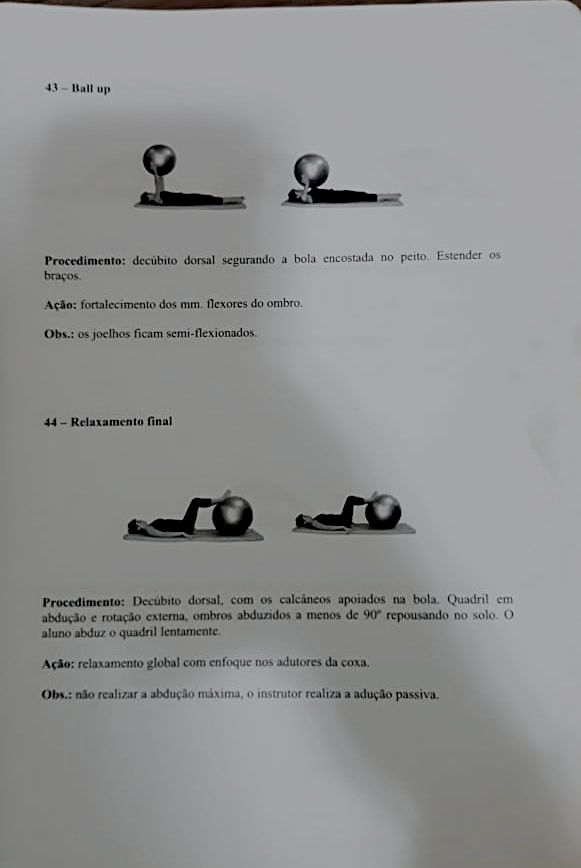 43 – Ball up
Procedimento: decúbito dorsal segurando a bola encostada no peito. Estender os
braços.
Ação: fortalecimento dos mm. flexores do ombro.
Obs.: os joelhos ficam semi-flexionados.
44 – Relaxamento final
Procedimento: Decúbito dorsal, com os calcâneos apoiados na bola. Quadril em
abdução e rotação externa, ombros abduzidos a menos de 90º repousando no solo. O
aluno abduz o quadril lentamente.
Ação: relaxamento global com enfoque nos adutores da coxa.
Obs.: não realizar a abdução máxima, o instrutor realiza a adução passiva.